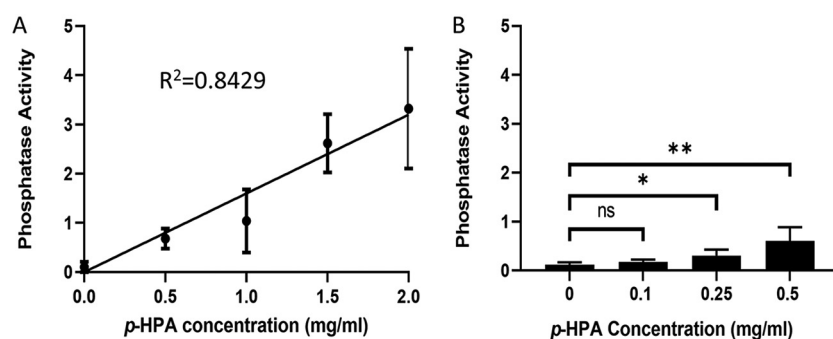 A
Phosphatase Activity
5
4
3
2
1
0
R²=0.8429
0.0 0.5 1.0 1.5 2.0
p-HPA concentration (mg/ml)
B
Phosphatase Activity
5
4
3
2
1
0
**
*
ns
0 0.1 0.25 0.5
p-HPA Concentration (mg/ml)